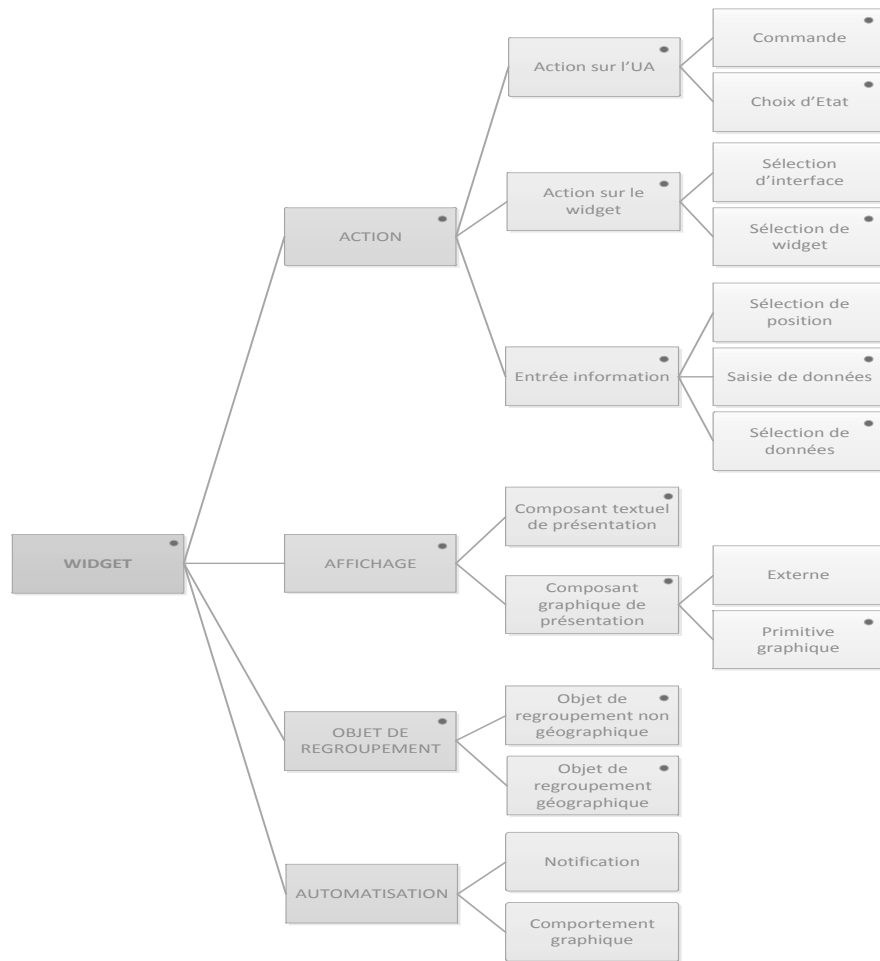 Commande
Action sur l'UA
Choix d'Etat
Sélection
d'interface
Action sur le
widget
Sélection de
widget
ACTION
Sélection de
position
Entrée information
Saisie de données
Sélection de
données
Composant textuel
de présentation
WIDGET
AFFICHAGE
Externe
Composant
graphique de
présentation
Primitive
graphique
Objet de
regroupement non
géographique
OBJET DE
REGROUPEMENT
Objet de
regroupement
géographique
Notification
AUTOMATISATION
Comportement
graphique